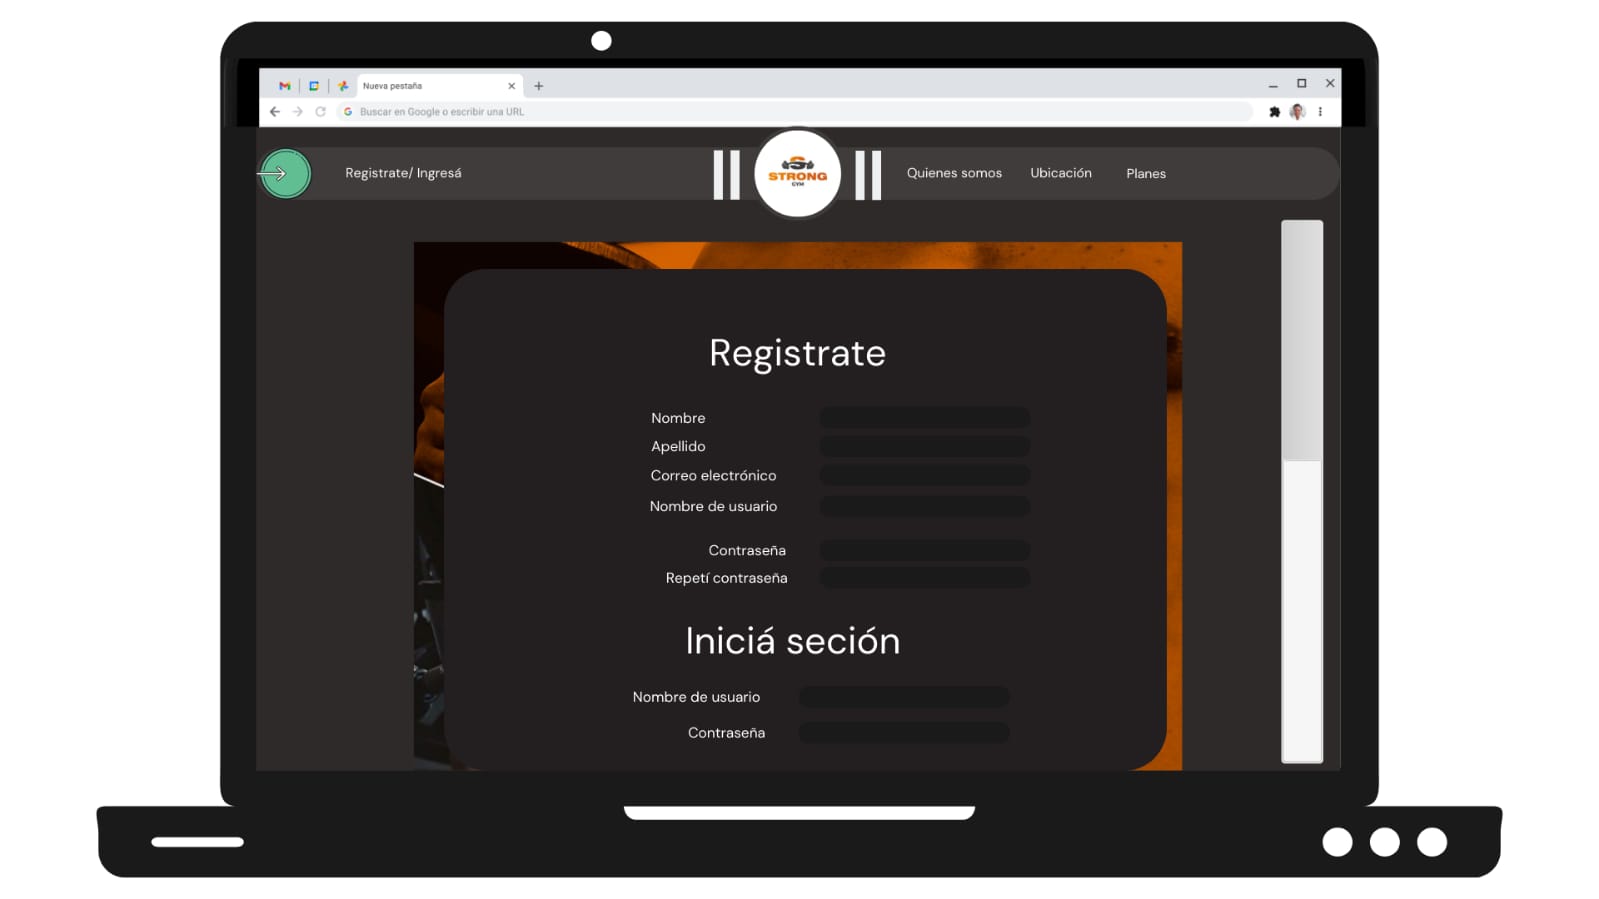 Nueva pestaña
Buscar en Google o escribir una URL
Registrate/ Ingresá
STRONG
GYM
Quienes somos
Ubicación
Planes
Registrate
Nombre
Apellido
Correo electrónico
Nombre de usuario
Contraseña
Repetí contraseña
Iniciá seción
Nombre de usuario
Contraseña